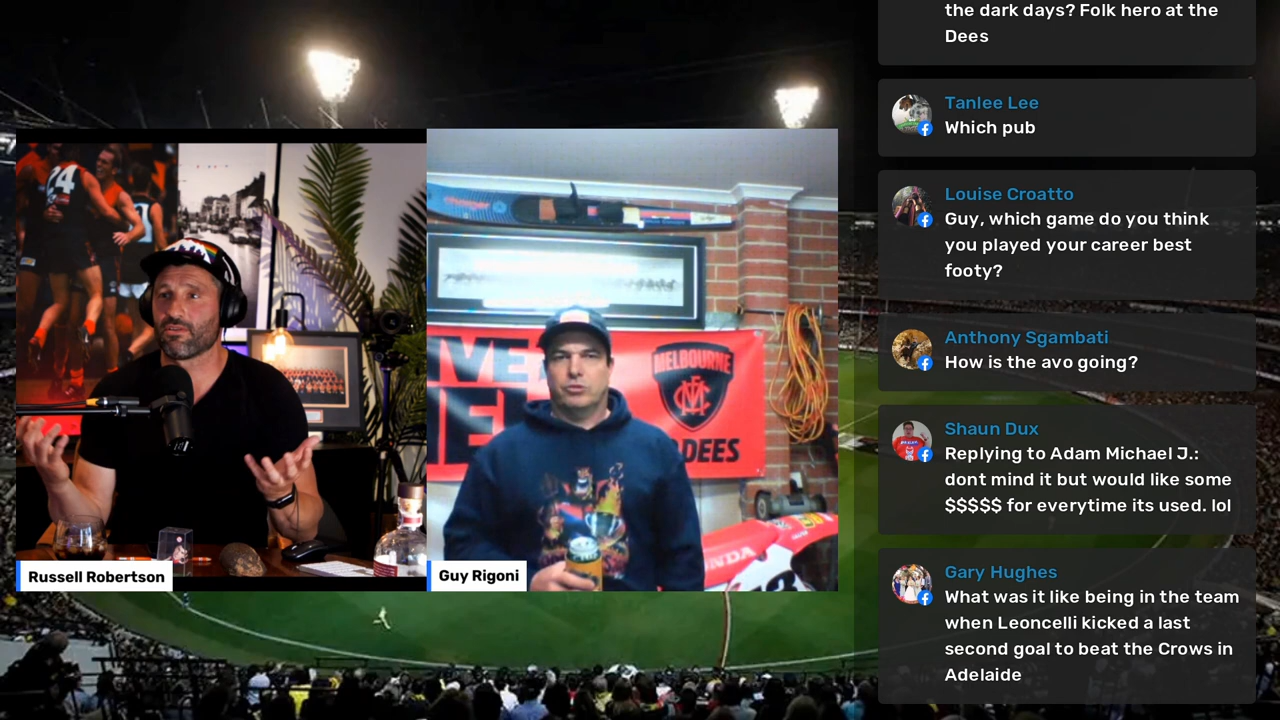 the dark days? Folk hero at the
Dees
Tanlee Lee
Which pub
Louise Croatto
Guy, which game do you think
you played your career best
footy?
Anthony Sgambati
How is the avo going?
Shaun Dux
Replying to Adam Michael J.:
dont mind it but would like some
$$$$$ for everytime its used. lol
Gary Hughes
What was it like being in the team
when Leoncelli kicked a last
second goal to beat the Crows in
Adelaide
24
MELBOURNE
DEES
HONDA
Russell Robertson
Guy Rigoni